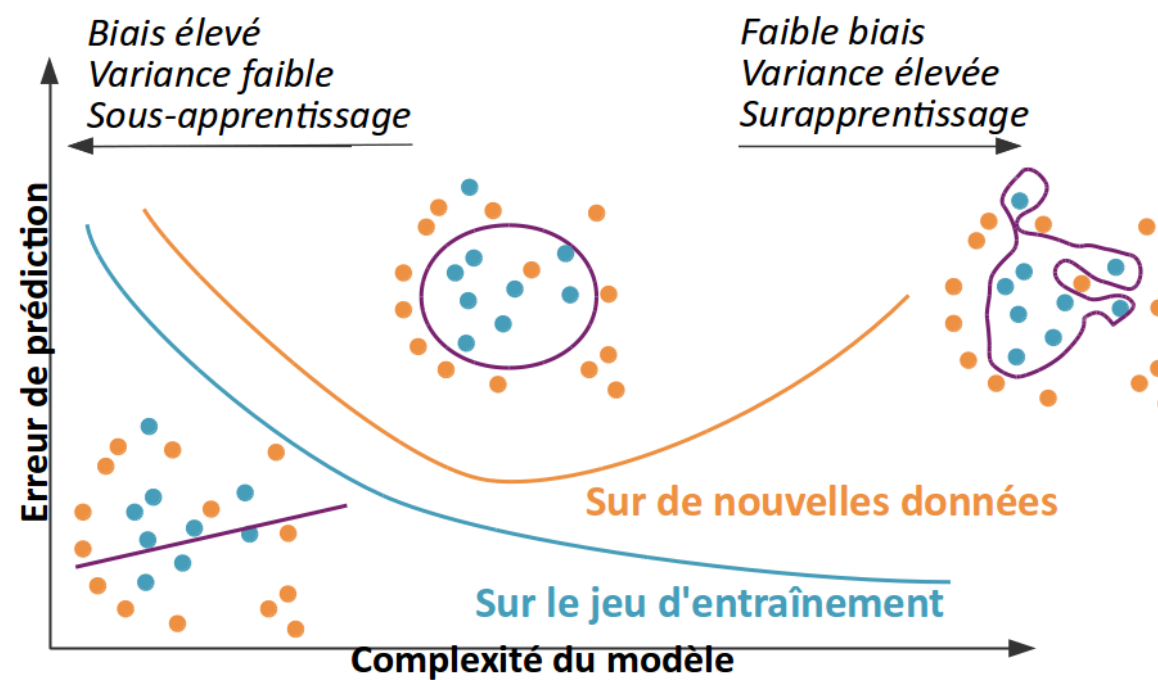 Biais élevé
Variance faible
Sous-apprentissage
Faible biais
Variance élevée
Surapprentissage
Erreur de prédiction
Sur de nouvelles données
Sur le jeu d'entraînement
Complexité du modèle